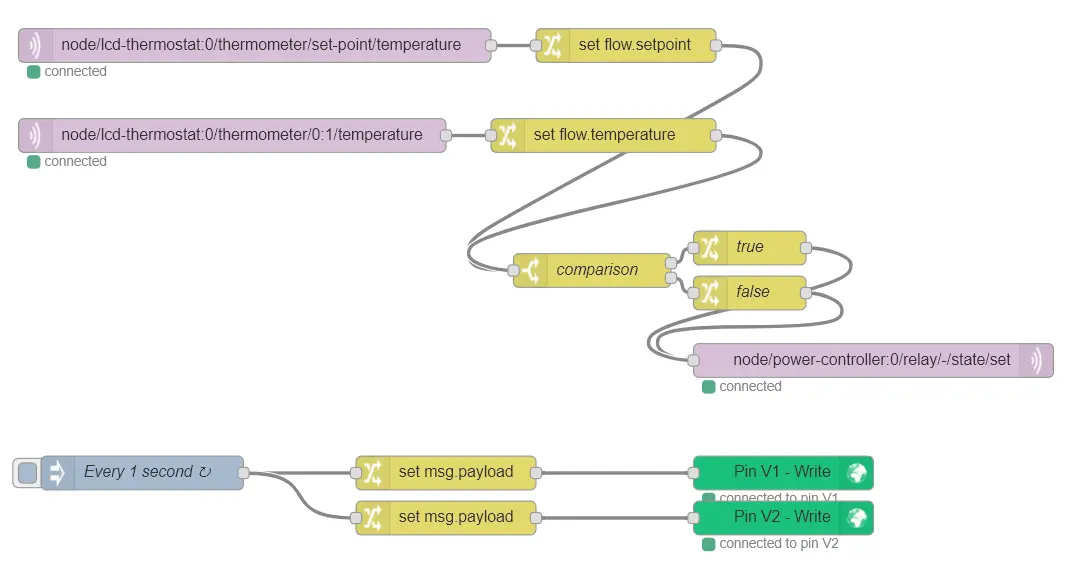 node/lcd-thermostat:0/thermometer/set-point/temperature
set flow.setpoint
connected
node/lcd-thermostat:0/thermometer/0:1/temperature
set flow.temperature
connected
true
comparison
false
node/power-controller:0/relay/-/state/set
connected
Every 1 second ↻
set msg.payload
Pin V1 - Write
connected to pin V1
set msg.payload
Pin V2 - Write
connected to pin V2